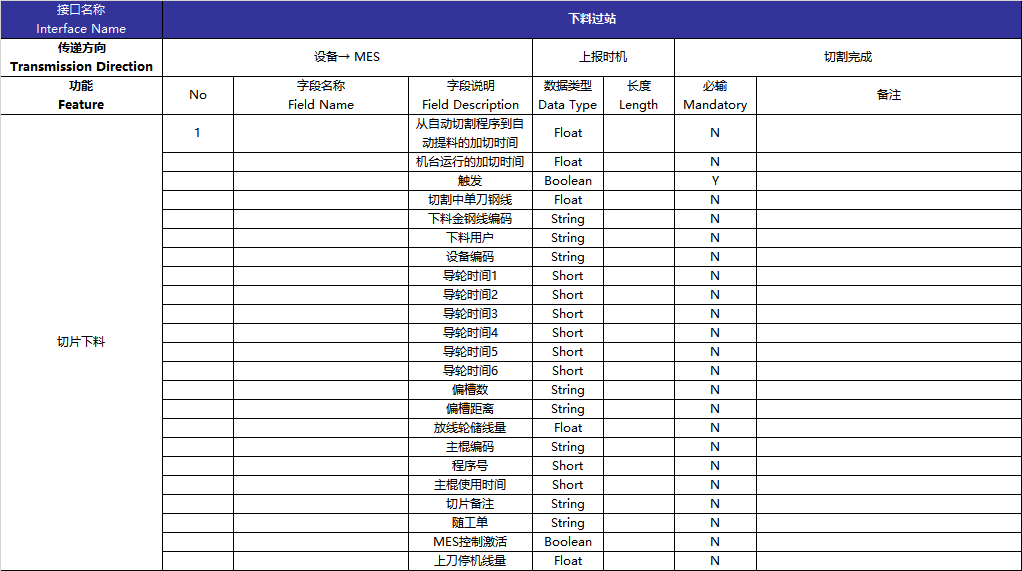 接口名称
Interface Name
下料过站
传递方向
Transmission Direction
设备→ MES
上报时机
切割完成
功能
Feature
No
字段名称
Field Name
字段说明
Field Description
数据类型
Data Type
长度
Length
必输
Mandatory
备注
切片下料
1
从自动切割程序到自
动提料的加切时间
Float
N
机台运行的加切时间
Float
N
触发
Boolean
Y
切割中单刀钢线
Float
N
下料金钢线编码
String
N
下料用户
String
N
设备编码
String
N
导轮时间1
Short
N
导轮时间2
Short
N
导轮时间3
Short
N
导轮时间4
Short
N
导轮时间5
Short
N
导轮时间6
Short
N
偏槽数
String
N
偏槽距离
String
N
放线轮储线量
Float
N
主棍编码
String
N
程序号
Short
N
主棍使用时间
Short
N
切片备注
String
N
随工单
String
N
MES控制激活
Boolean
N
上刀停机线量
Float
N